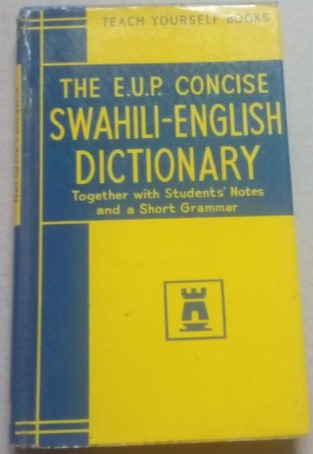 TEACH YOURSELF BOOKS
THE E.U.P. CONCISE
SWAHILI-ENGLISH
DICTIONARY
Together with Students' Notes
and a Short Grammar